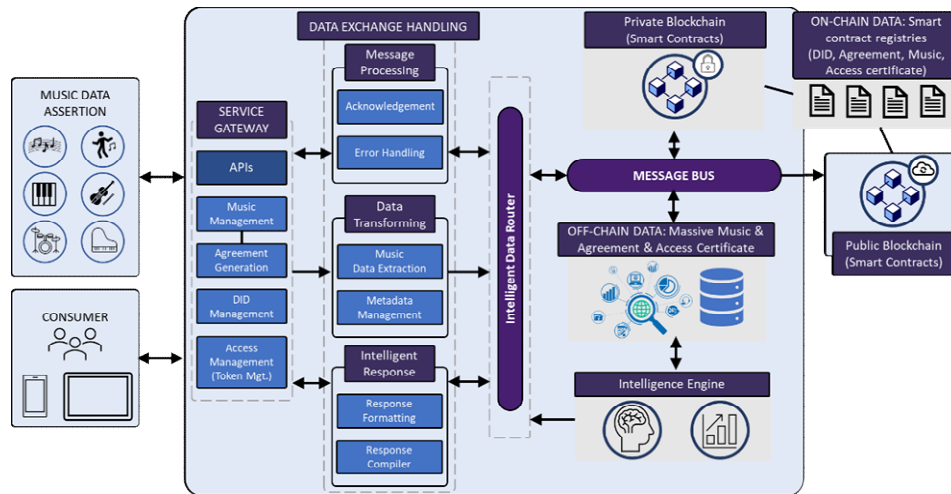 MUSIC DATA
ASSERTION
CONSUMER
SERVICE
GATEWAY
APIs
Music
Management
Agreement
Generation
DID
Management
Access
Management
(Token Mgt.)
DATA EXCHANGE HANDLING
Message
Processing
Acknowledgement
Error Handling
Data
Transforming
Music
Data Extraction
Metadata
Management
Intelligent
Response
Response
Formatting
Response
Compiler
Intelligent Data Router
Private Blockchain
(Smart Contracts)
MESSAGE BUS
OFF-CHAIN DATA: Massive Music &
Agreement & Access Certificate
Intelligence Engine
ON-CHAIN DATA: Smart
contract registries
(DID, Agreement, Music,
Access certificate)
Public Blockchain
(Smart Contracts)